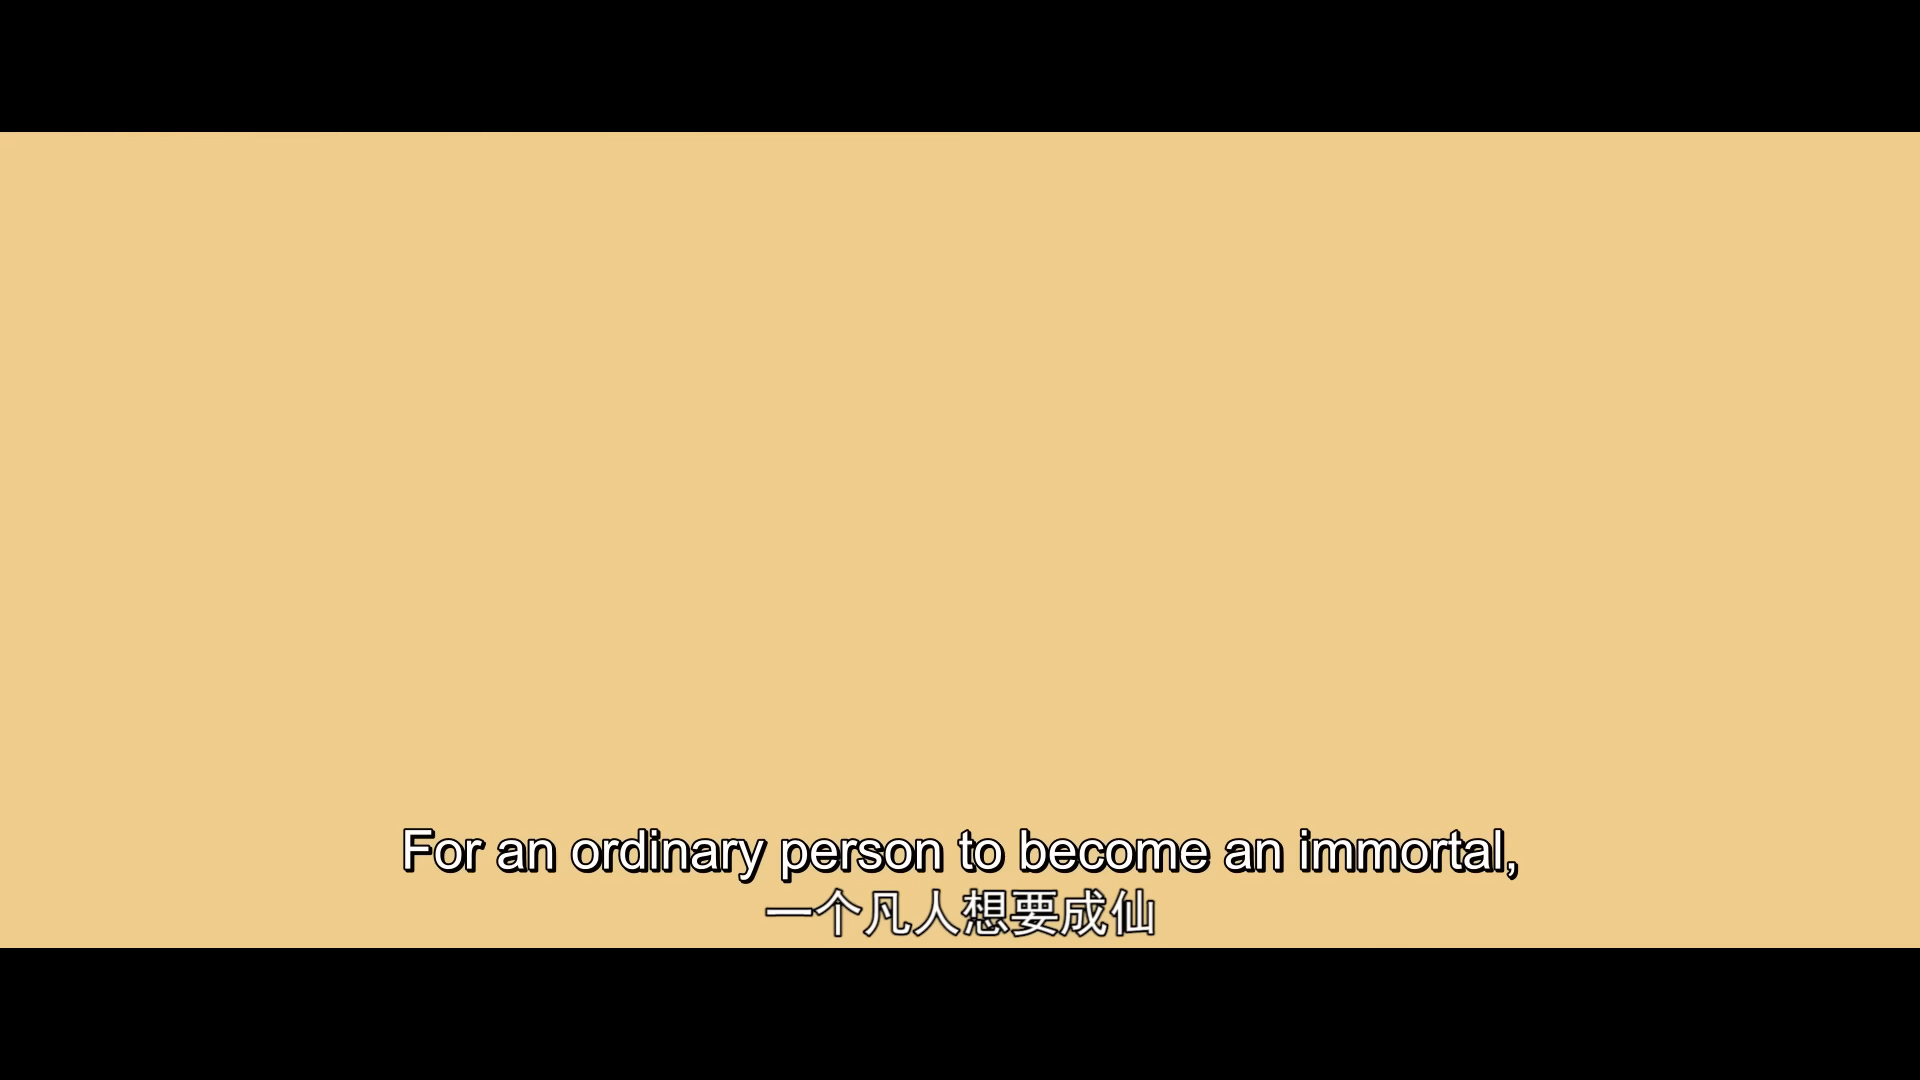 For an ordinary person to become an immortal,
一个凡人想要成仙